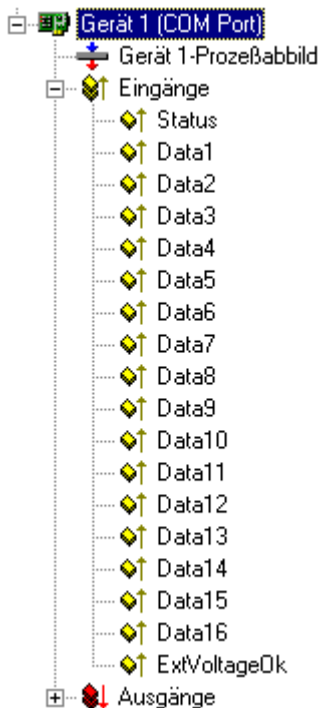 Gerät 1 (COM Port)
Gerät 1-Prozeßabbild
Eingänge
Status
Data1
Data2
Data3
Data4
Data5
Data6
Data7
Data8
Data9
Data10
Data11
Data12
Data13
Data14
Data15
Data16
ExtVoltageOk
Ausgänge